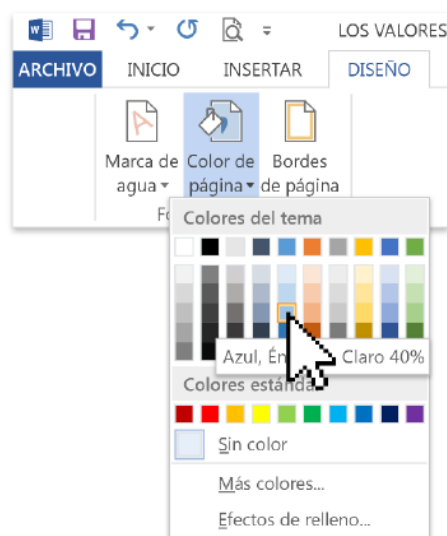 LOS VALORES
ARCHIVO INICIO INSERTAR DISEÑO
Marca de agua
Color de página
Bordes de página
Colores del tema
Azul, Claro 40%
Colores
Sin color
Más colores...
Efectos de relleno...